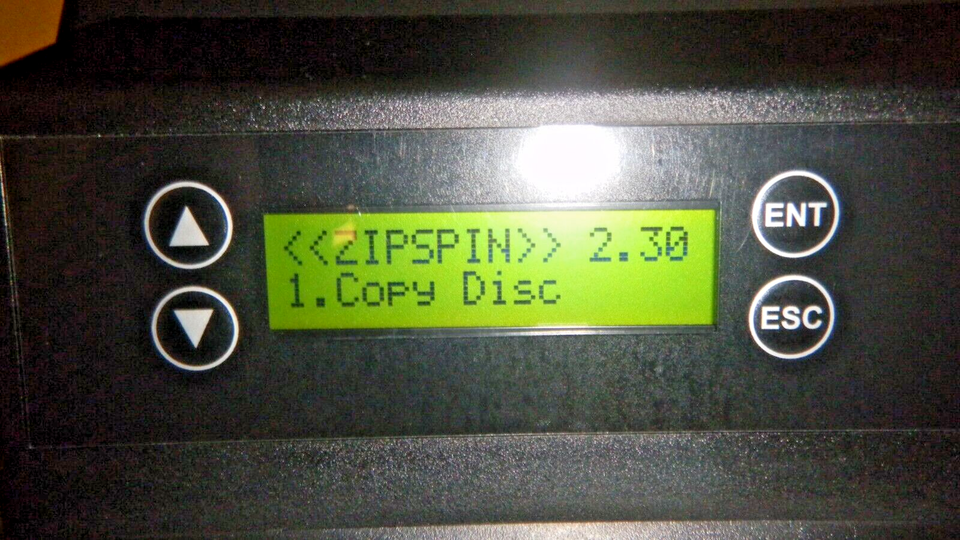 <<ZIPSPIN>> 2.30
1.Copy Disc
ENT
ESC